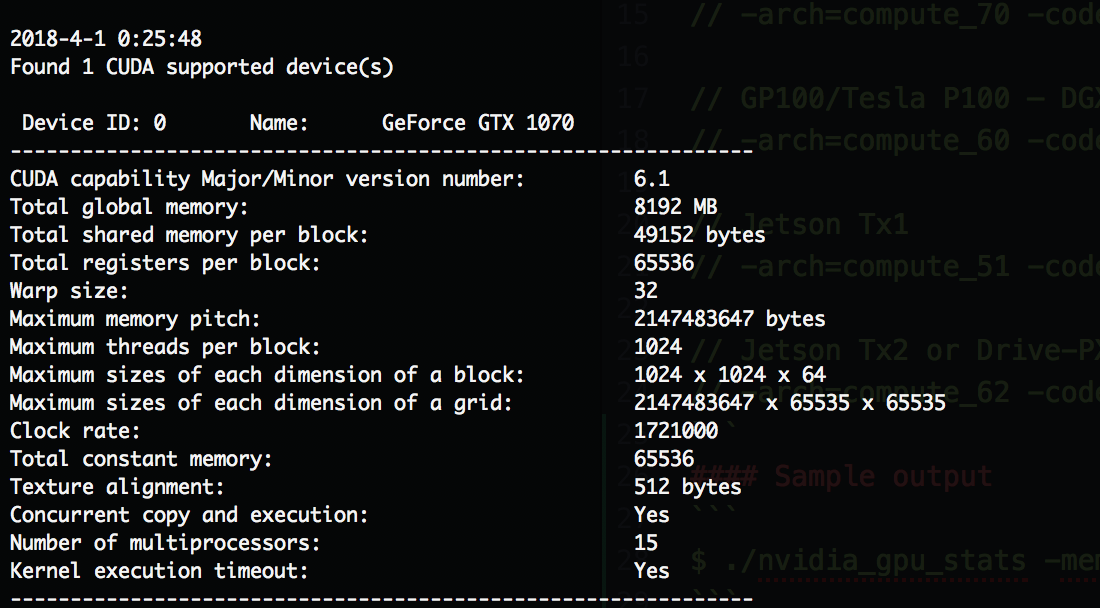 2018-4-1 0:25:48
Found 1 CUDA supported device(s)
Device ID: 0 Name: GeForce GTX 1070
--------------------------------------------------------------
CUDA capability Major/Minor version number: 6.1
Total global memory: 8192 MB
Total shared memory per block: 49152 bytes
Total registers per block: 65536
Warp size: 32
Maximum memory pitch: 2147483647 bytes
Maximum threads per block: 1024
Maximum sizes of each dimension of a block: 1024 x 1024 x 64
Maximum sizes of each dimension of a grid: 2147483647 x 65535 x 65535
Clock rate: 1721000
Total constant memory: 65536
Texture alignment: 512 bytes
Concurrent copy and execution: Yes
Number of multiprocessors: 15
Kernel execution timeout: Yes
--------------------------------------------------------------
15 // -arch=compute_70 -code
16
17 // GP100/Tesla P100 – DGX
18 // -arch=compute_60 -code
// Jetson Tx1
// -arch=compute_51 -code
// Jetson Tx2 or Drive-PX
compute_62 -code
#### Sample output
```
$ ./nvidia_gpu_stats -mem
````